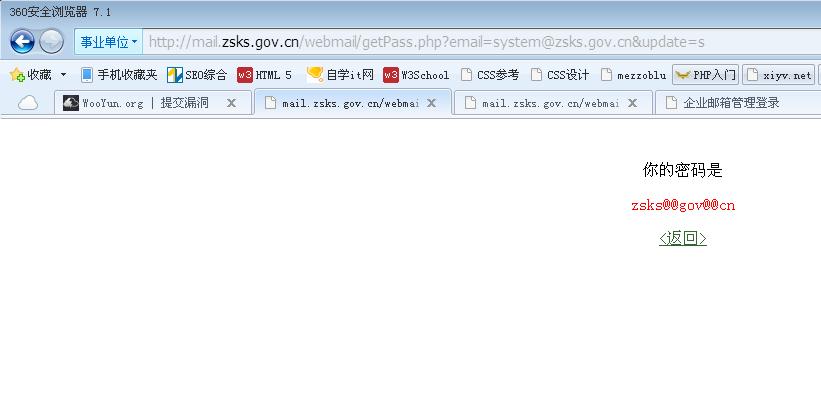 360安全浏览器 7.1
事业单位 http://mail.zsks.gov.cn/webmail/getPass.php?email=system@zsks.gov.cn&update=s
收藏 手机收藏夹 SEO综合 w3 HTML 5 自学it网 w3 W3School CSS参考 CSS设计 mezzoblu PHP入门 xiyv.net
WooYun.org | 提交漏洞 mail.zsks.gov.cn/webmai mail.zsks.gov.cn/webmai 企业邮箱管理登录
你的密码是
zsks@@gov@@cn
<返回>